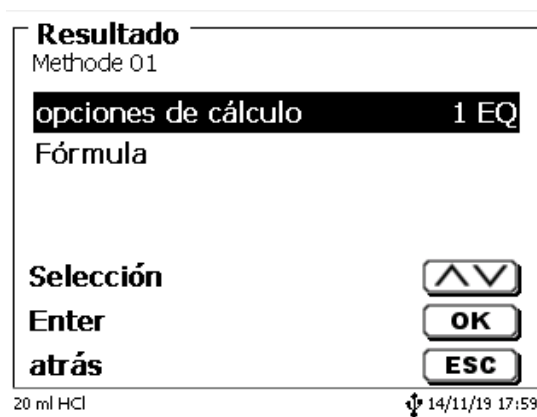 Resultado
Methode 01
opciones de cálculo 1 EQ
Fórmula
Selección
Enter OK
atrás ESC
20 ml HCl 14/11/19 17:59